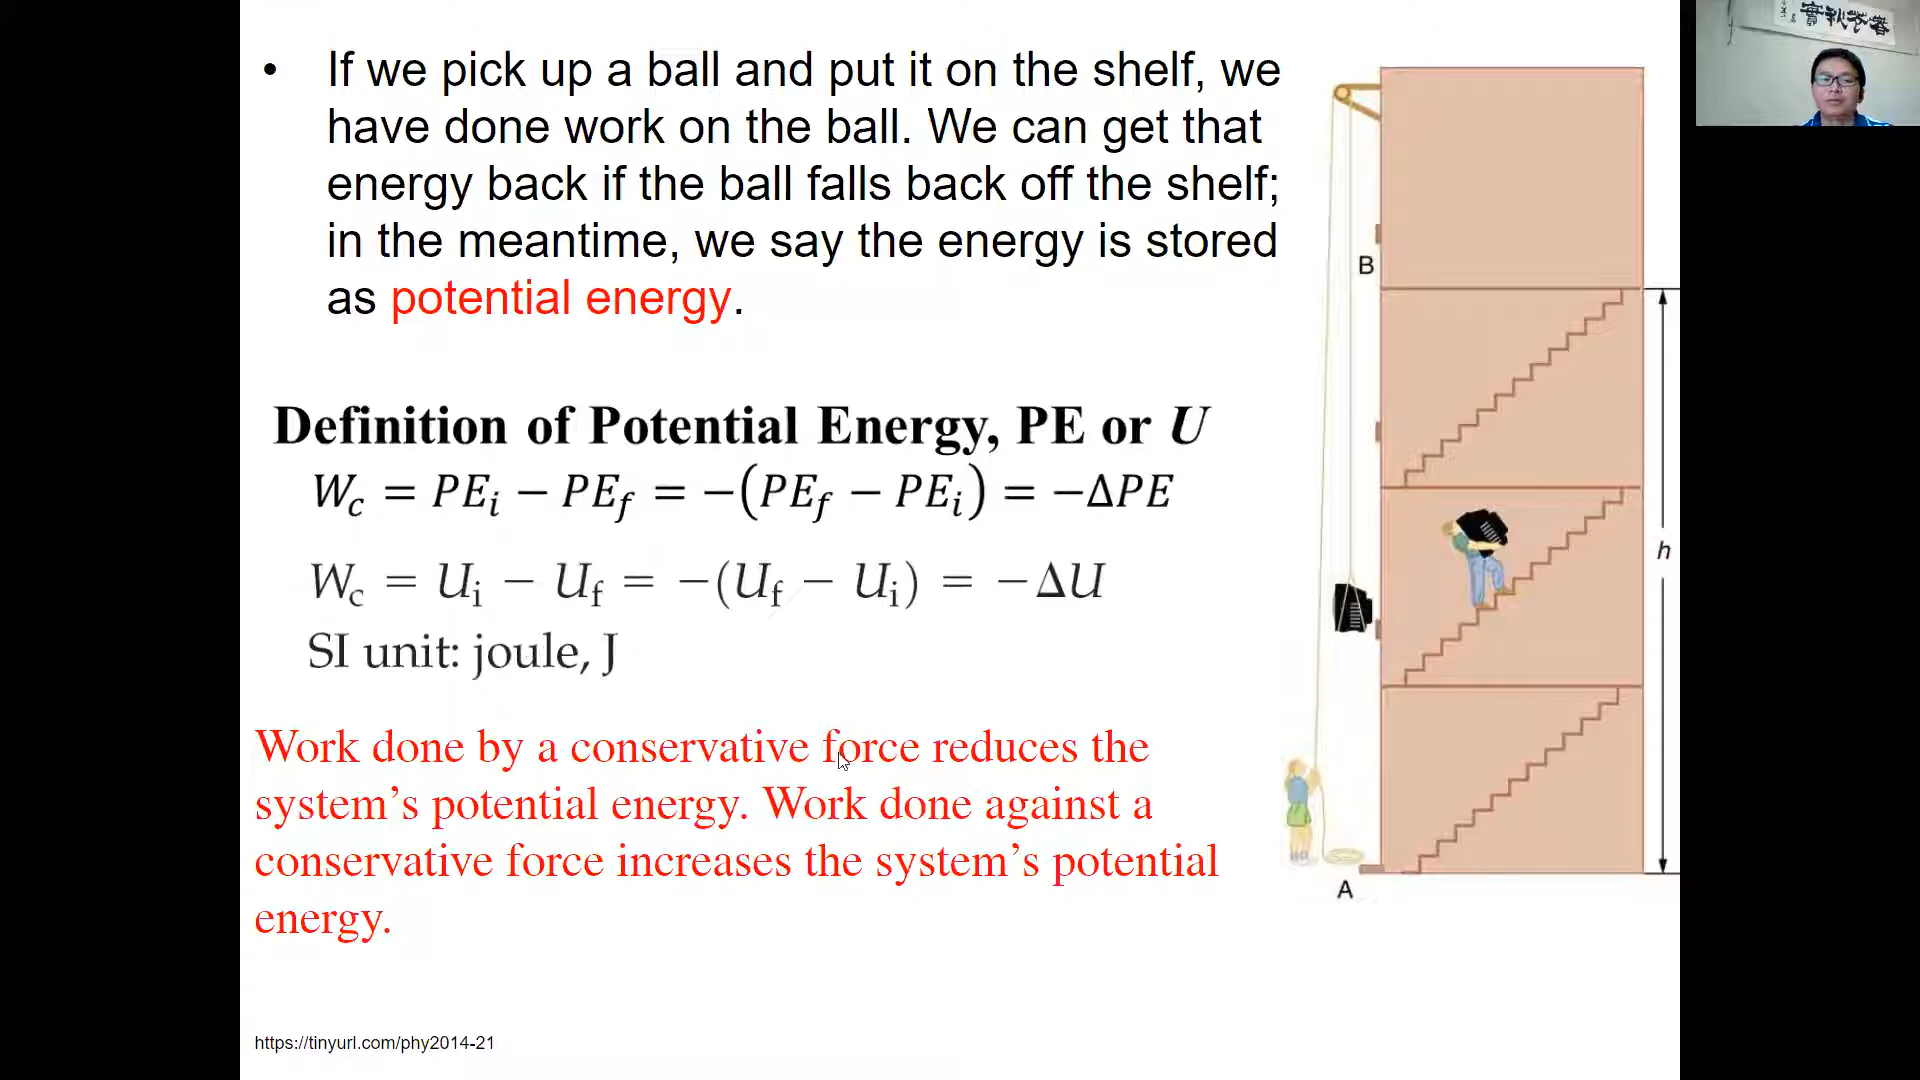 • If we pick up a ball and put it on the shelf, we
have done work on the ball. We can get that
energy back if the ball falls back off the shelf;
in the meantime, we say the energy is stored
as potential energy.
Definition of Potential Energy, PE or U
W_c = PE_i − PE_f = −(PE_f − PE_i) = −ΔPE
W_c = U_i − U_f = −(U_f − U_i) = −ΔU
SI unit: joule, J
Work done by a conservative force reduces the
system’s potential energy. Work done against a
conservative force increases the system’s potential
energy.
https://tinyurl.com/phy2014-21
B
h
A